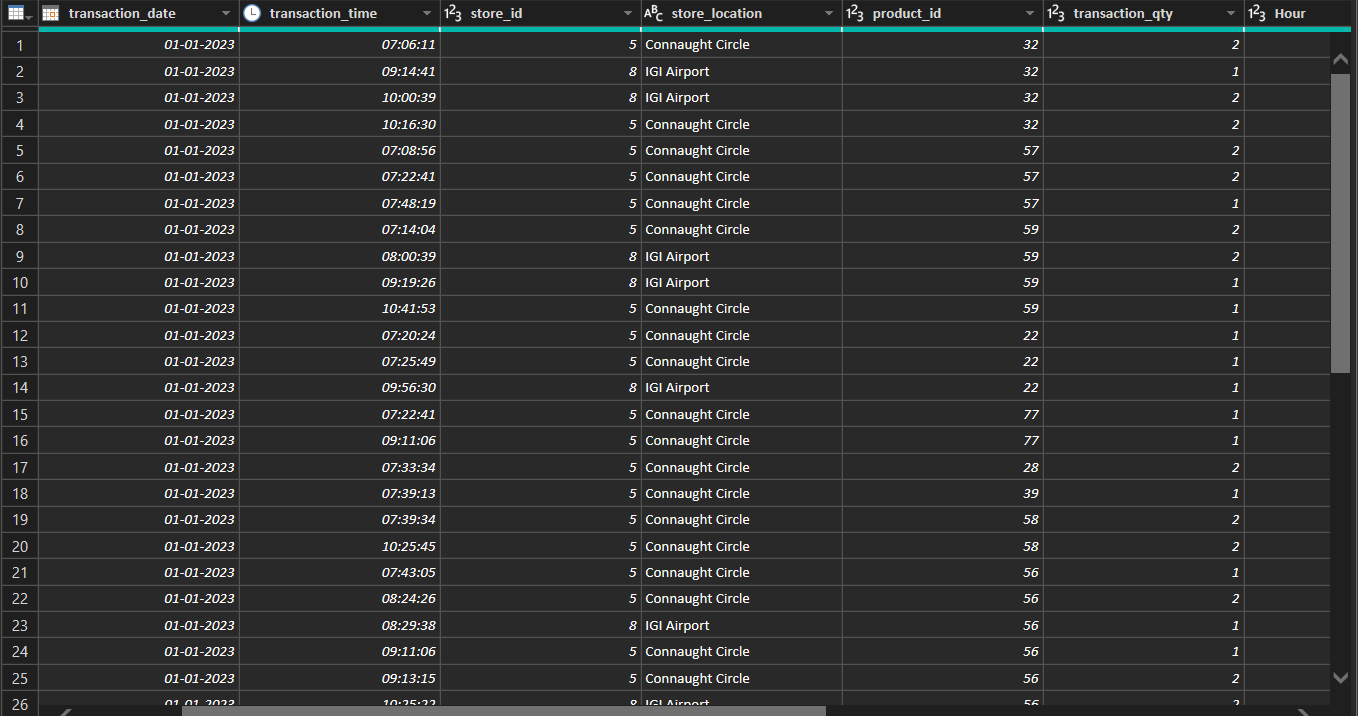 transaction_date transaction_time 1²3 store_id ABC store_location 1²3 product_id 1²3 transaction_qty 1²3 Hour
1 01-01-2023 07:06:11 5 Connaught Circle 32 2
2 01-01-2023 09:14:41 8 IGI Airport 32 1
3 01-01-2023 10:00:39 8 IGI Airport 32 2
4 01-01-2023 10:16:30 5 Connaught Circle 32 2
5 01-01-2023 07:08:56 5 Connaught Circle 57 2
6 01-01-2023 07:22:41 5 Connaught Circle 57 2
7 01-01-2023 07:48:19 5 Connaught Circle 57 1
8 01-01-2023 07:14:04 5 Connaught Circle 59 2
9 01-01-2023 08:00:39 8 IGI Airport 59 2
10 01-01-2023 09:19:26 8 IGI Airport 59 1
11 01-01-2023 10:41:53 5 Connaught Circle 59 1
12 01-01-2023 07:20:24 5 Connaught Circle 22 1
13 01-01-2023 07:25:49 5 Connaught Circle 22 1
14 01-01-2023 09:56:30 8 IGI Airport 22 1
15 01-01-2023 07:22:41 5 Connaught Circle 77 1
16 01-01-2023 09:11:06 5 Connaught Circle 77 1
17 01-01-2023 07:33:34 5 Connaught Circle 28 2
18 01-01-2023 07:39:13 5 Connaught Circle 39 1
19 01-01-2023 07:39:34 5 Connaught Circle 58 2
20 01-01-2023 10:25:45 5 Connaught Circle 58 2
21 01-01-2023 07:43:05 5 Connaught Circle 56 1
22 01-01-2023 08:24:26 5 Connaught Circle 56 2
23 01-01-2023 08:29:38 8 IGI Airport 56 1
24 01-01-2023 09:11:06 5 Connaught Circle 56 1
25 01-01-2023 09:13:15 5 Connaught Circle 56 2
26 01-01-2023 8 IGI Airport 56